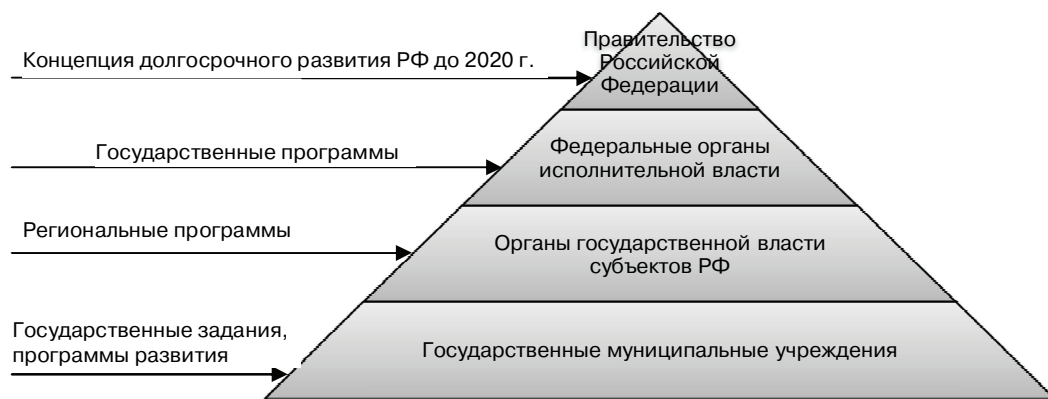 Концепция долгосрочного развития РФ до 2020 г.
Правительство
Российской
Федерации
Государственные программы
Федеральные органы
исполнительной власти
Региональные программы
Органы государственной власти
субъектов РФ
Государственные задания,
программы развития
Государственные муниципальные учреждения